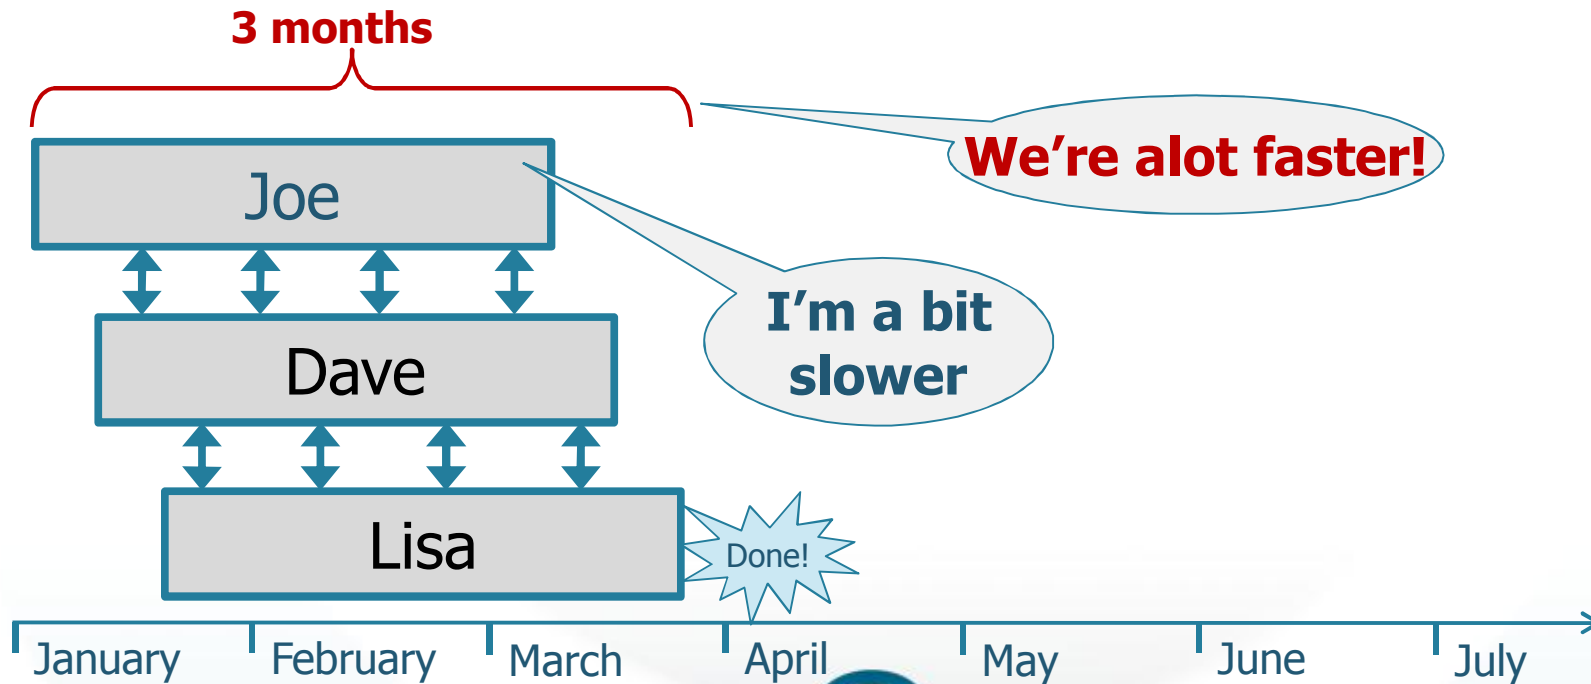 3 months
We're alot faster!
Joe
I'm a bit
slower
Dave
Lisa
Done!
January February March April May June July